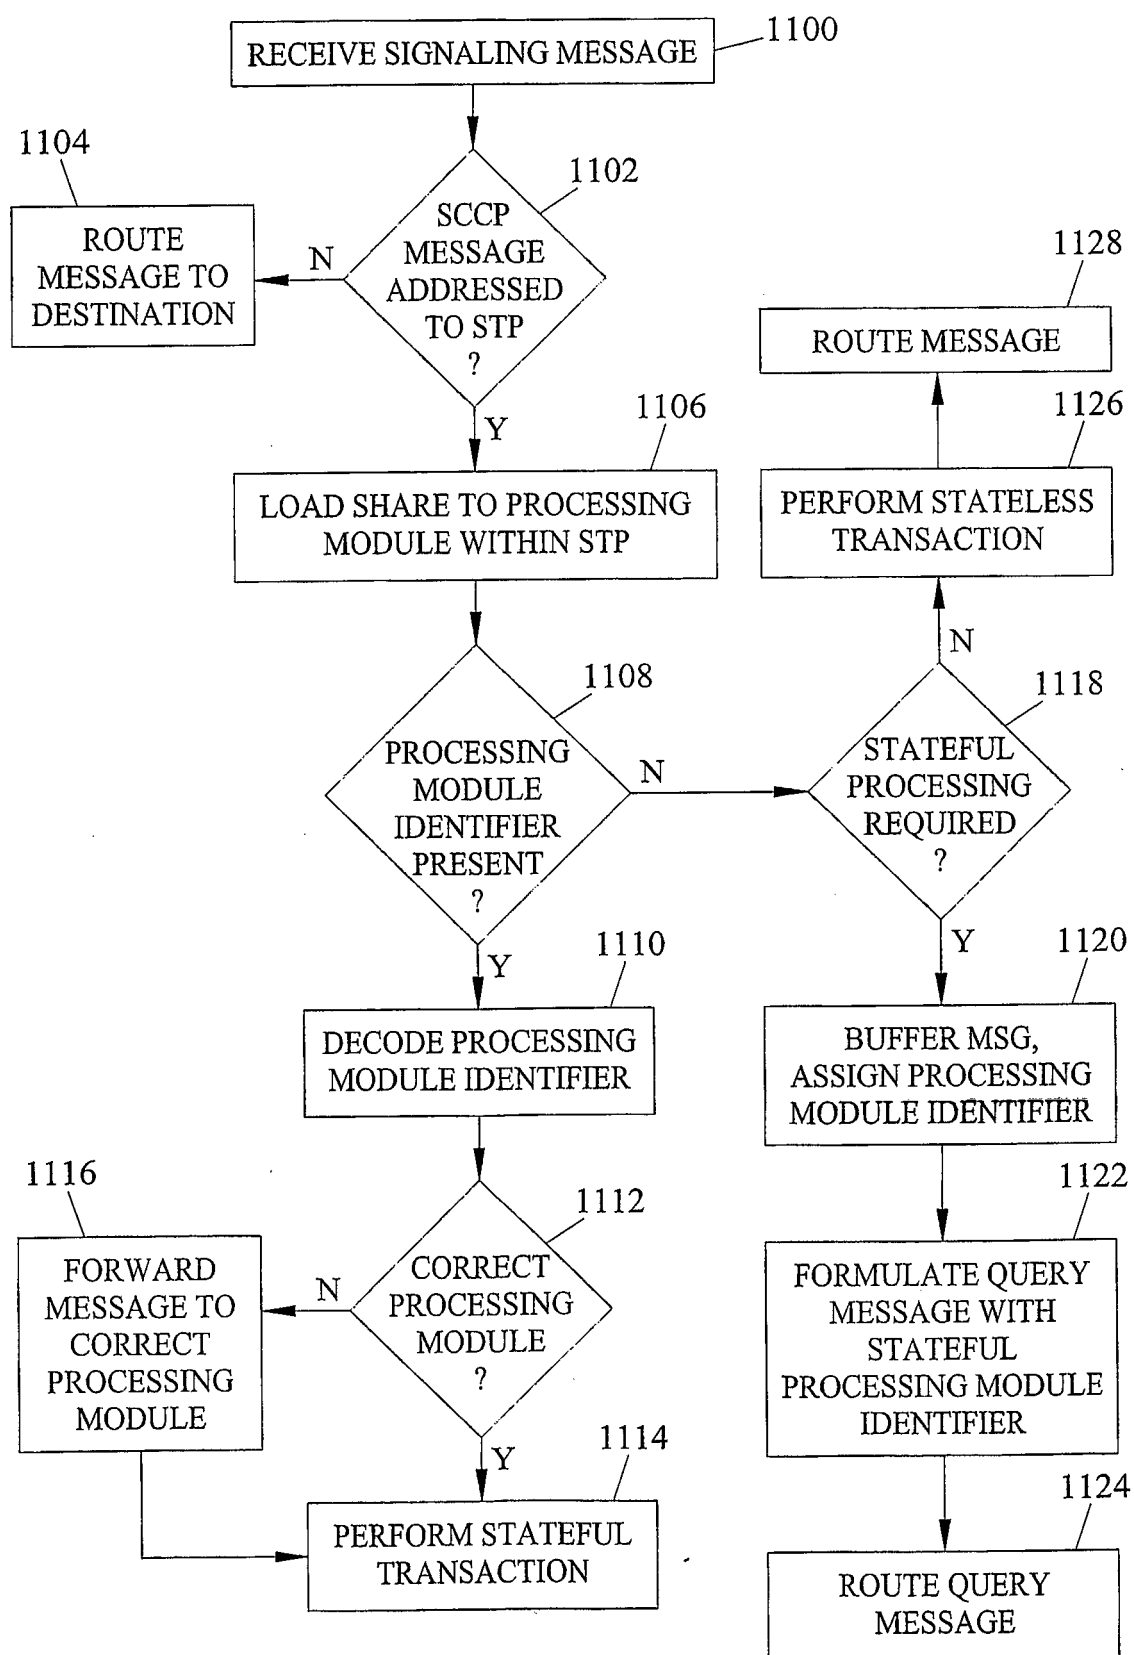 RECEIVE SIGNALING MESSAGE
1100
1104
1102
SCCP
MESSAGE
ADDRESSED
TO STP
?
N
ROUTE
MESSAGE TO
DESTINATION
Y
1106
LOAD SHARE TO PROCESSING
MODULE WITHIN STP
1108
PROCESSING
MODULE
IDENTIFIER
PRESENT
?
N
Y
1110
DECODE PROCESSING
MODULE IDENTIFIER
1112
CORRECT
PROCESSING
MODULE
?
N
1116
FORWARD
MESSAGE TO
CORRECT
PROCESSING
MODULE
Y
1114
PERFORM STATEFUL
TRANSACTION
1128
ROUTE MESSAGE
1126
PERFORM STATELESS
TRANSACTION
N
1118
STATEFUL
PROCESSING
REQUIRED
?
Y
1120
BUFFER MSG,
ASSIGN PROCESSING
MODULE IDENTIFIER
1122
FORMULATE QUERY
MESSAGE WITH
STATEFUL
PROCESSING MODULE
IDENTIFIER
1124
ROUTE QUERY
MESSAGE